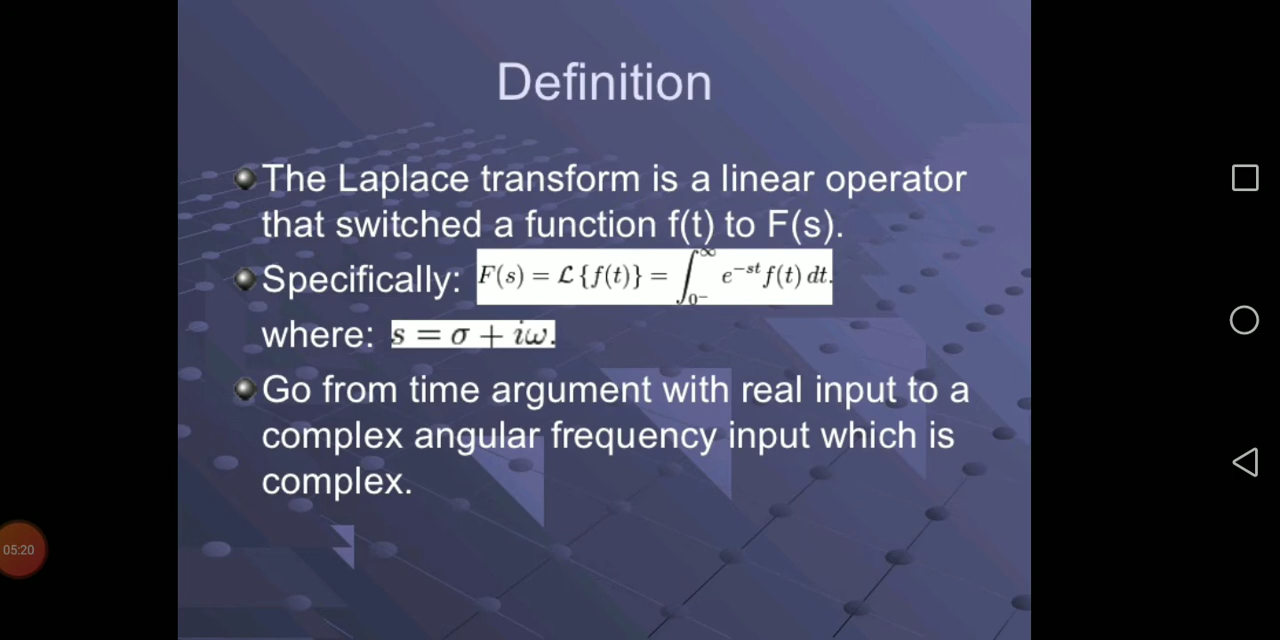 Definition
The Laplace transform is a linear operator
that switched a function f(t) to F(s).
Specifically: F(s) = ℒ{f(t)} = ∫₀₋^∞ e^{-st} f(t) dt.
where: s = σ + iω.
Go from time argument with real input to a
complex angular frequency input which is
complex.
05:20